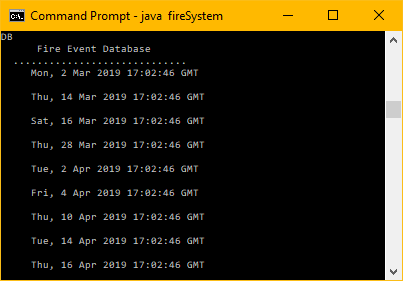 Command Prompt - java fireSystem
DB
Fire Event Database
.............................
Mon, 2 Mar 2019 17:02:46 GMT
Thu, 14 Mar 2019 17:02:46 GMT
Sat, 16 Mar 2019 17:02:46 GMT
Thu, 28 Mar 2019 17:02:46 GMT
Tue, 2 Apr 2019 17:02:46 GMT
Fri, 4 Apr 2019 17:02:46 GMT
Thu, 10 Apr 2019 17:02:46 GMT
Tue, 14 Apr 2019 17:02:46 GMT
Thu, 16 Apr 2019 17:02:46 GMT